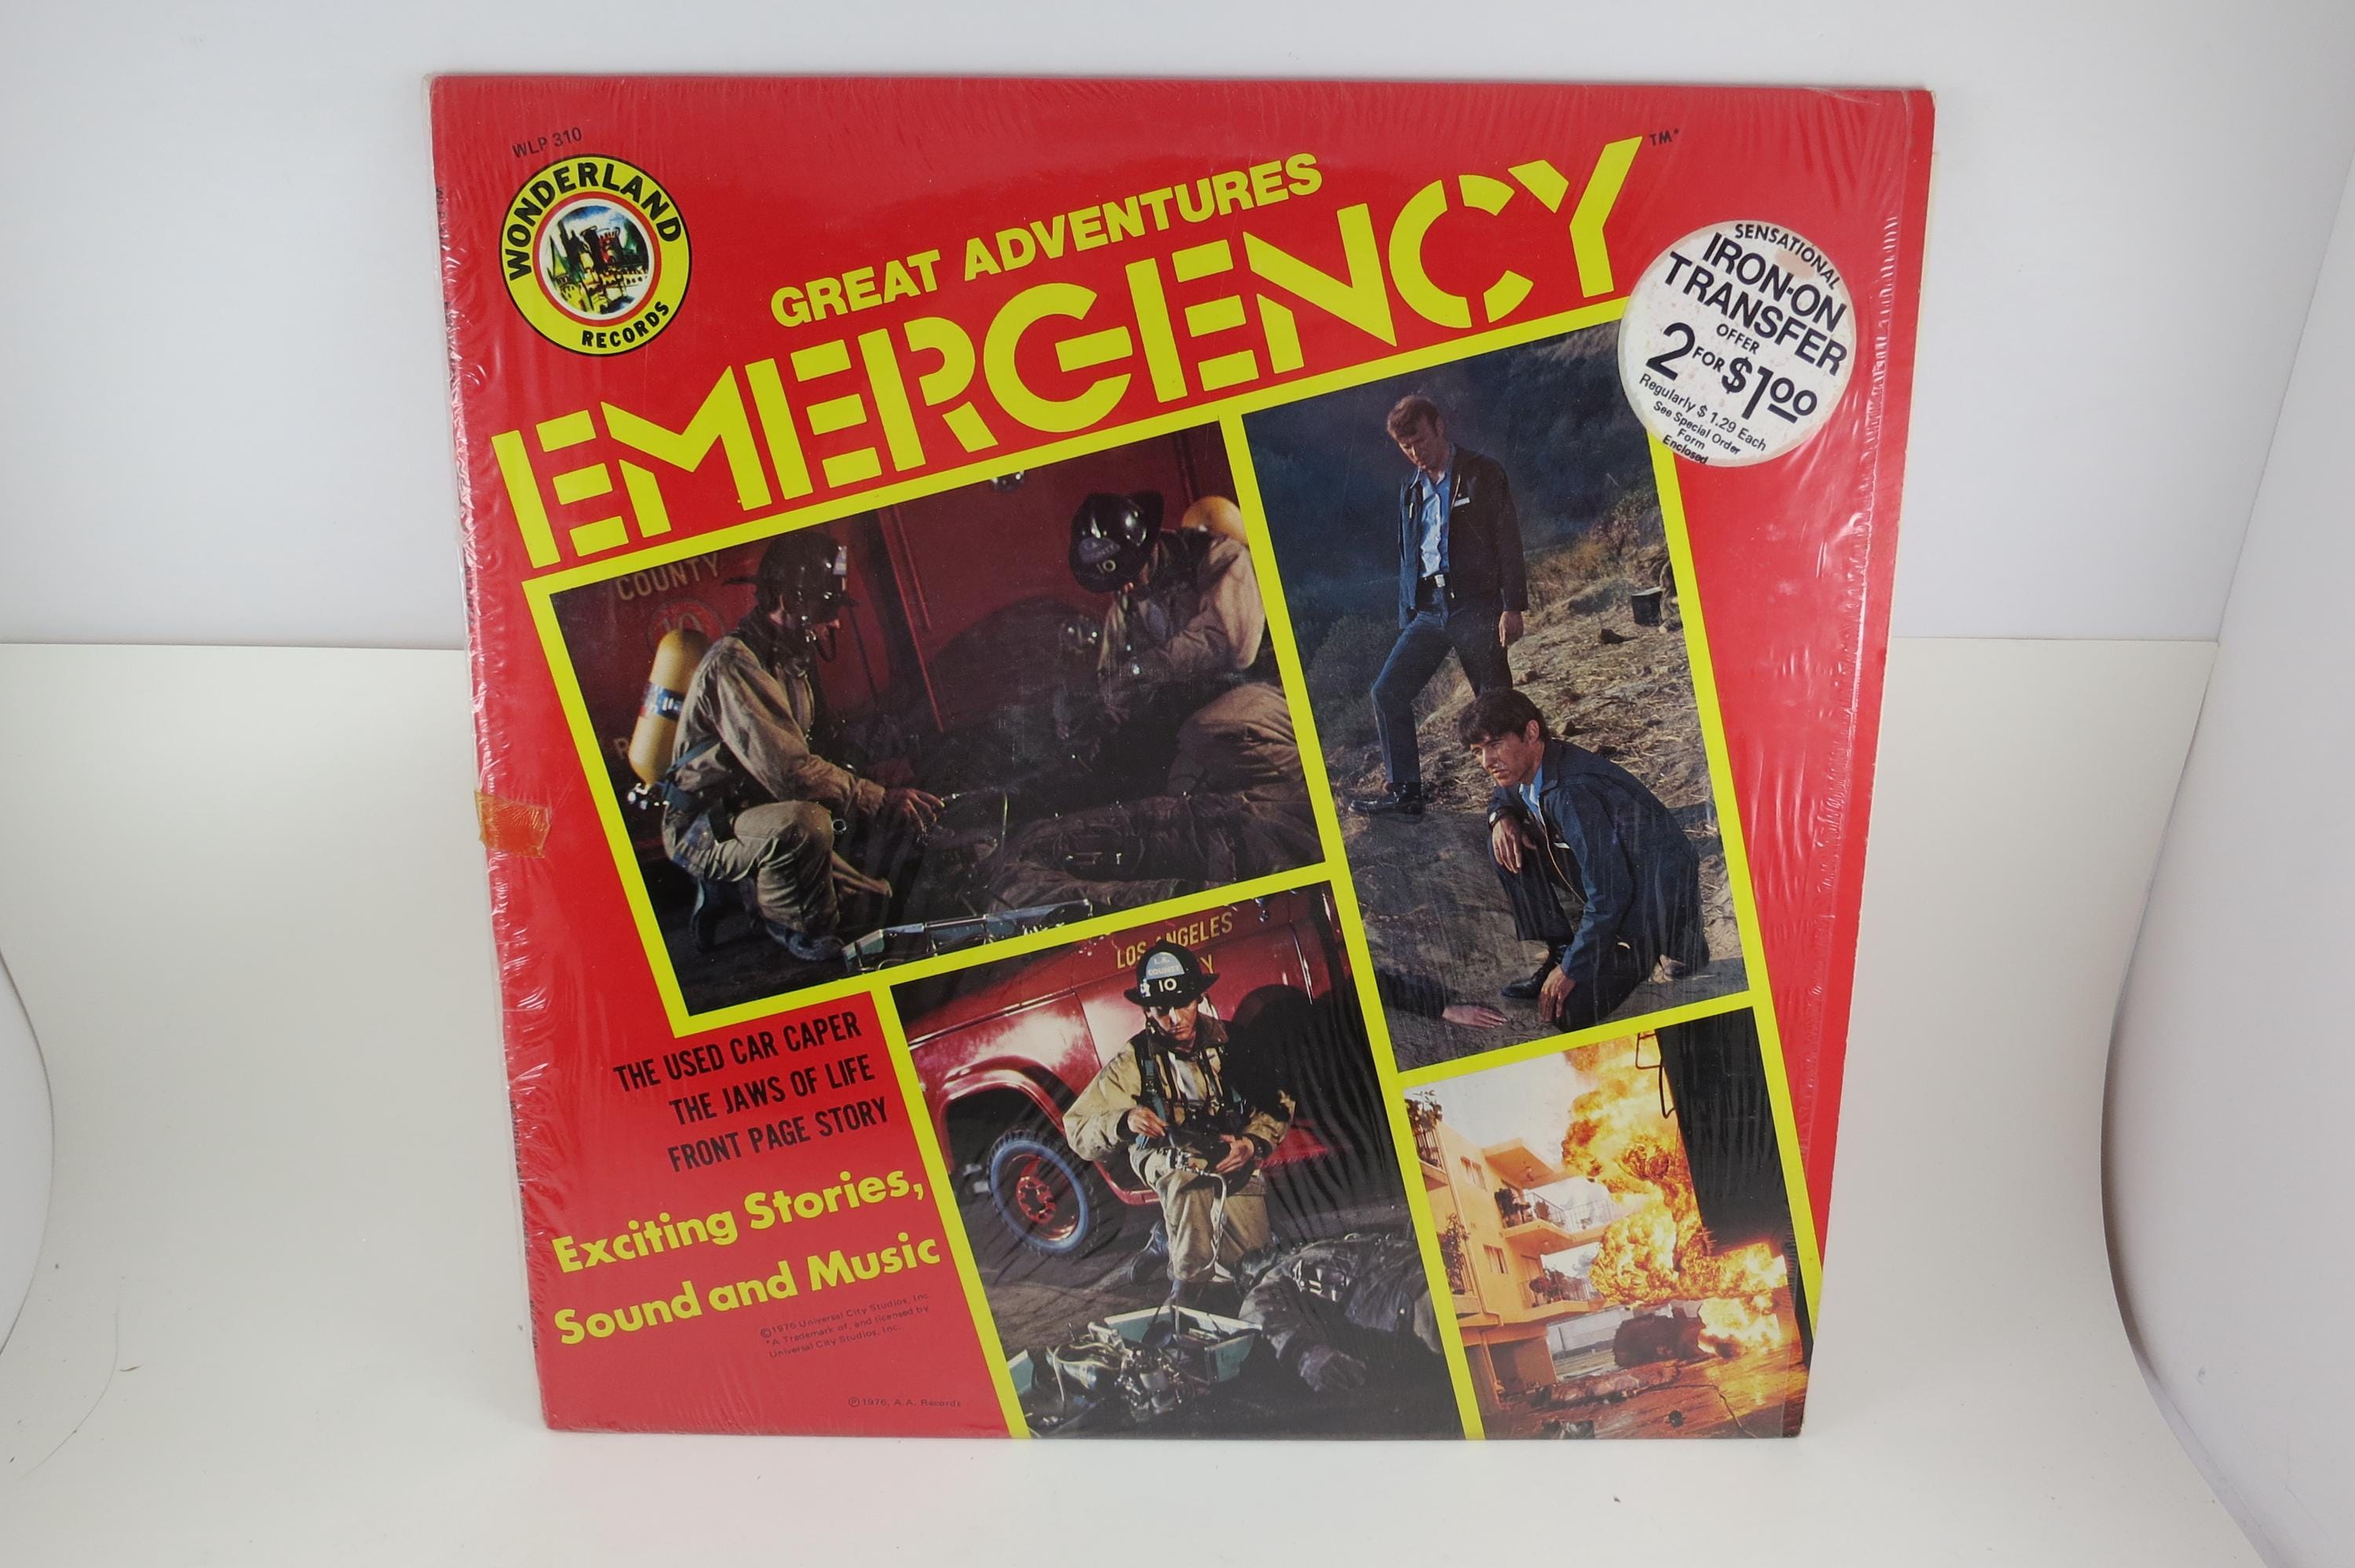 WLP 310
WONDERLAND
RECORDS
GREAT ADVENTURES
EMERGENCY
TM*
SENSATIONAL
IRON-ON
TRANSFER
OFFER
2 FOR $1.00
Regularly $ 1.29 Each
See Special Order
Form
Enclosed
COUNTY
10
10
LOS ANGELES
L.A.
COUNTY
10
THE USED CAR CAPER
THE JAWS OF LIFE
FRONT PAGE STORY
Exciting Stories,
Sound and Music
©1976 Universal City Studios, Inc.
*A Trademark of, and licensed by
Universal City Studios, Inc.
℗1976, A.A. Records